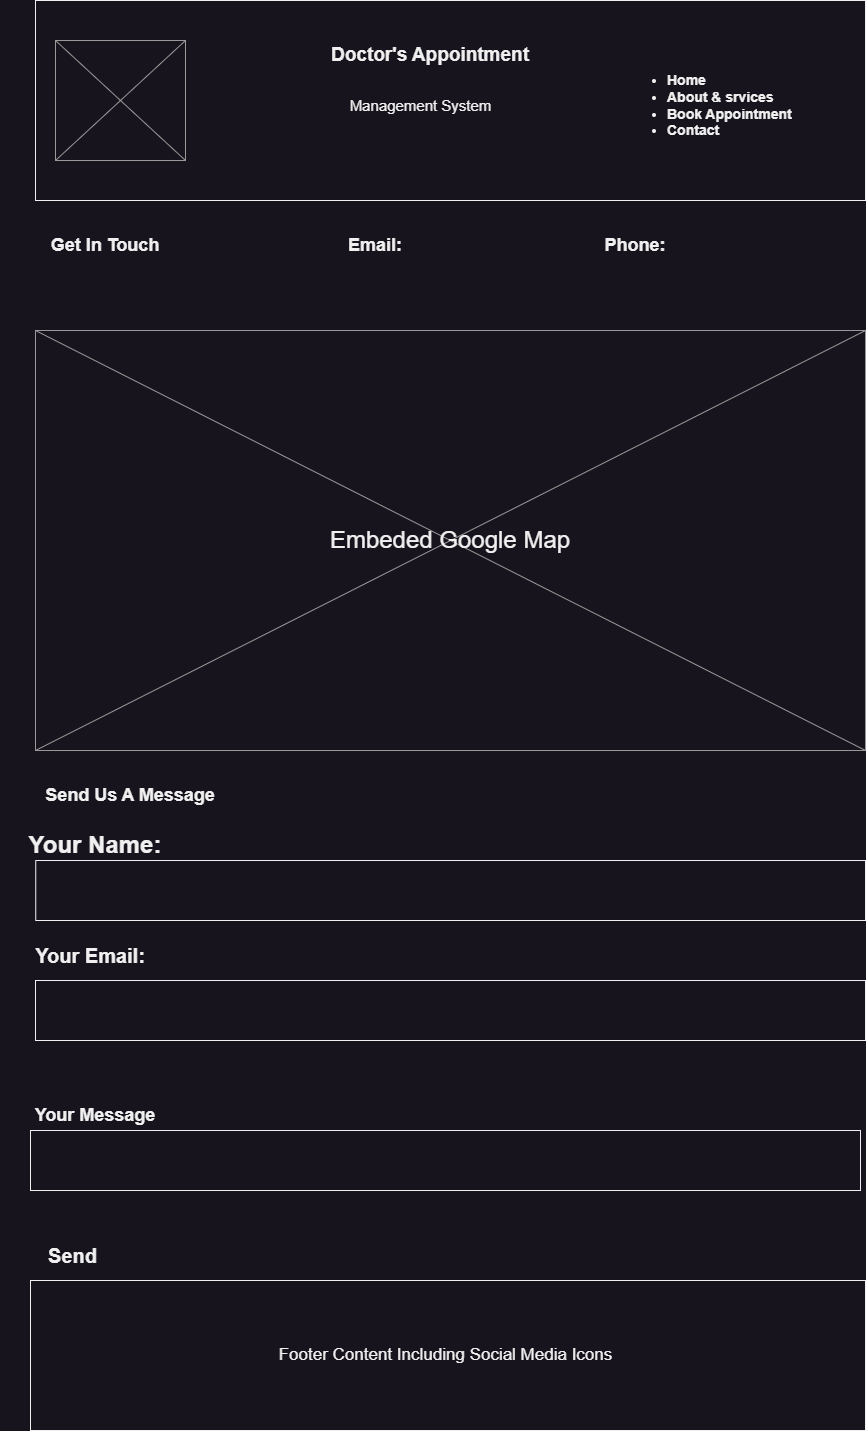 Doctor's Appointment
Management System
• Home
• About & srvices
• Book Appointment
• Contact
Get In Touch
Email:
Phone:
Embeded Google Map
Send Us A Message
Your Name:
Your Email:
Your Message
Send
Footer Content Including Social Media Icons